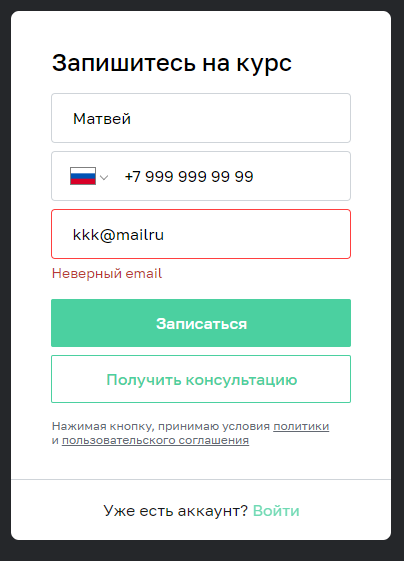 Запишитесь на курс
Матвей
+7 999 999 99 99
kkk@mailru
Неверный email
Записаться
Получить консультацию
Нажимая кнопку, принимаю условия политики
и пользовательского соглашения
Уже есть аккаунт? Войти